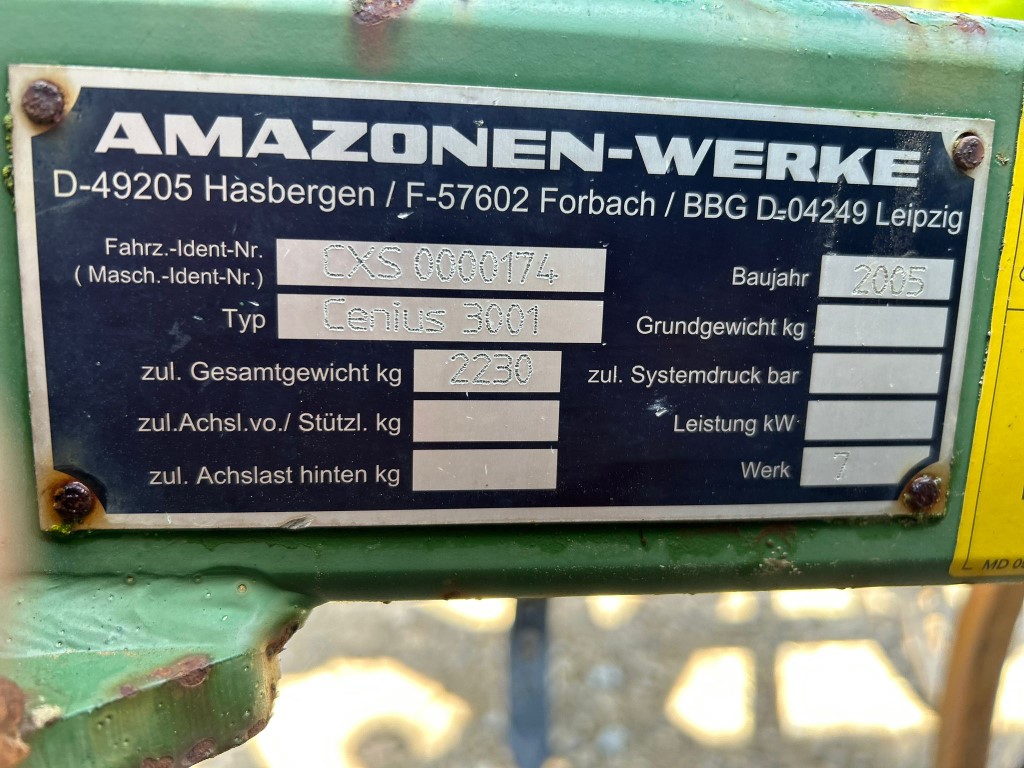 AMAZONEN-WERKE
D-49205 Hasbergen / F-57602 Forbach / BBG D-04249 Leipzig
Fahrz.-Ident-Nr.
( Masch.-Ident-Nr.) CXS 0000174
Typ Cenius 3001
zul. Gesamtgewicht kg 2230
zul.Achsl.vo./ Stützl. kg
zul. Achslast hinten kg
Baujahr 2005
Grundgewicht kg
zul. Systemdruck bar
Leistung kW
Werk 7
MD